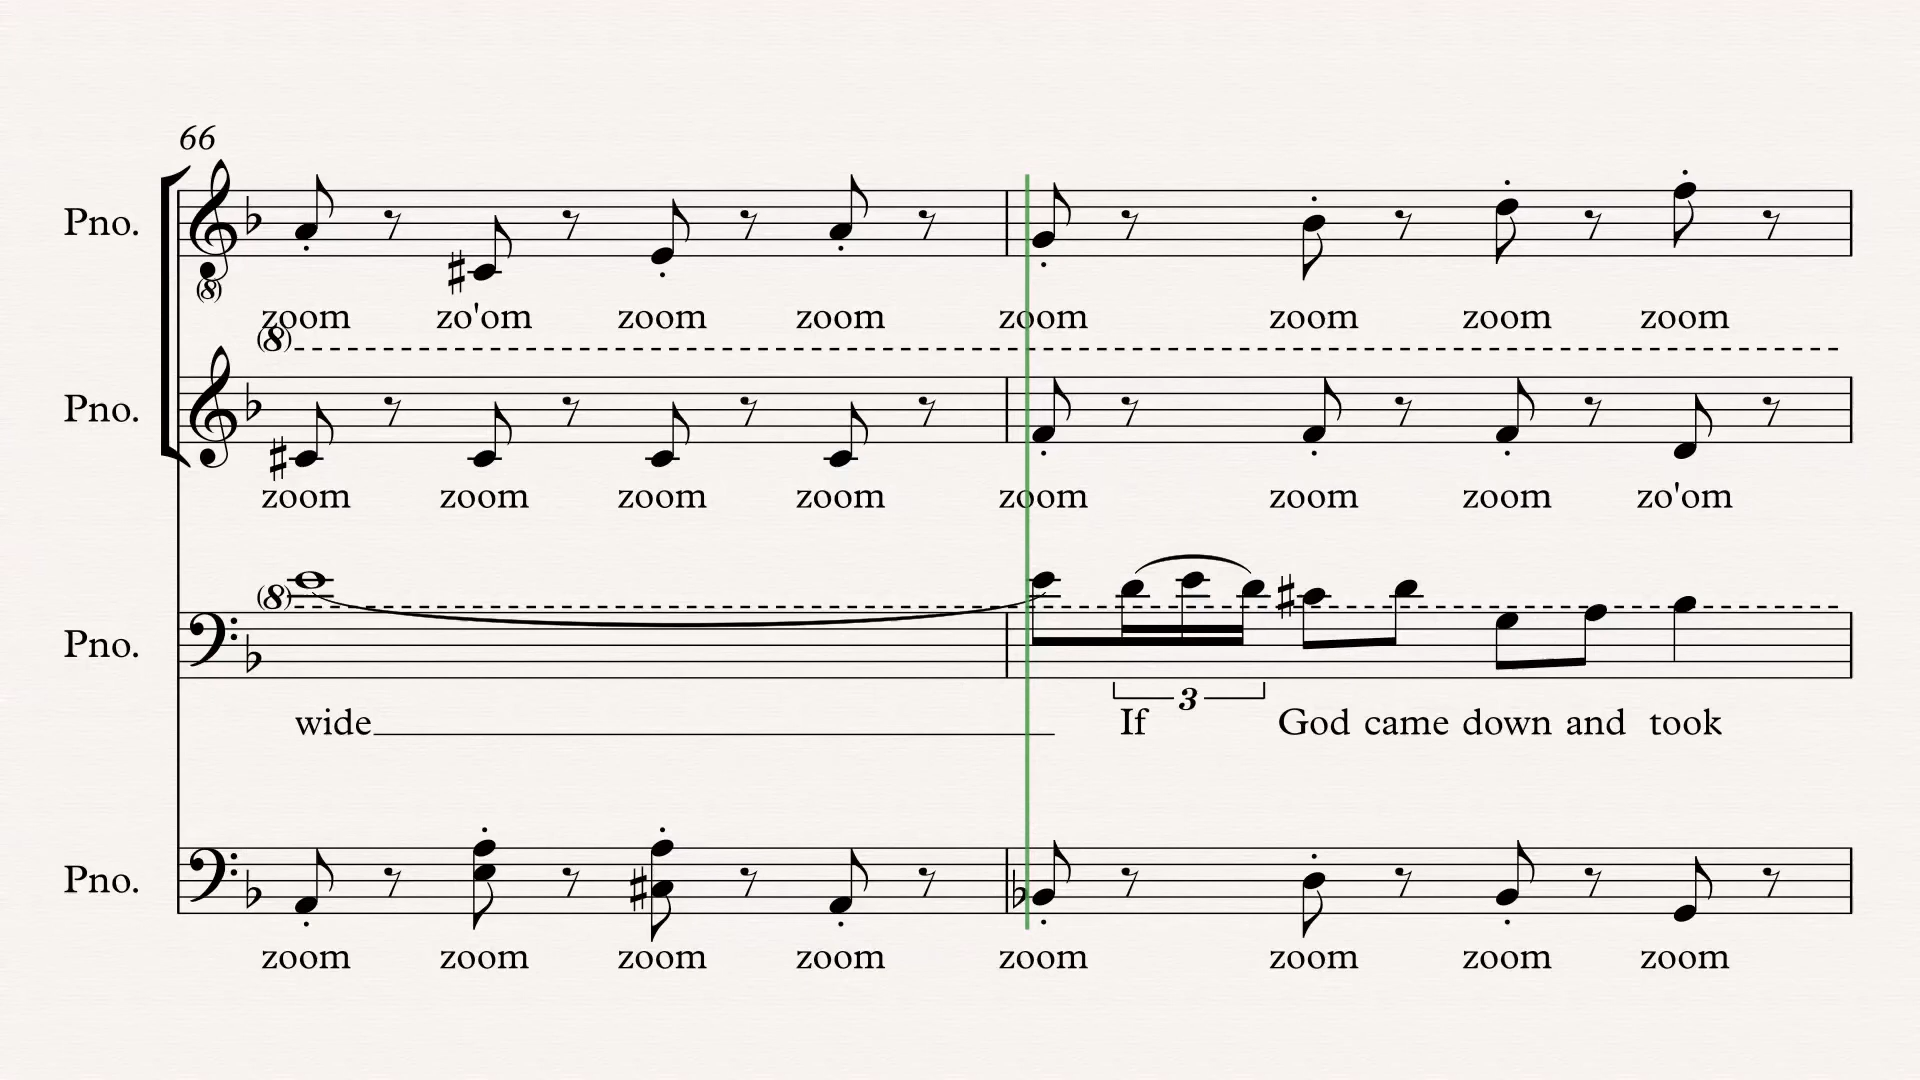 66
Pno.
(8)
zoom zo'om zoom zoom zoom zoom zoom zoom
(8)
Pno.
zoom zoom zoom zoom zoom zoom zoom zo'om
(8)
Pno.
3
wide If God came down and took
Pno.
zoom zoom zoom zoom zoom zoom zoom zoom